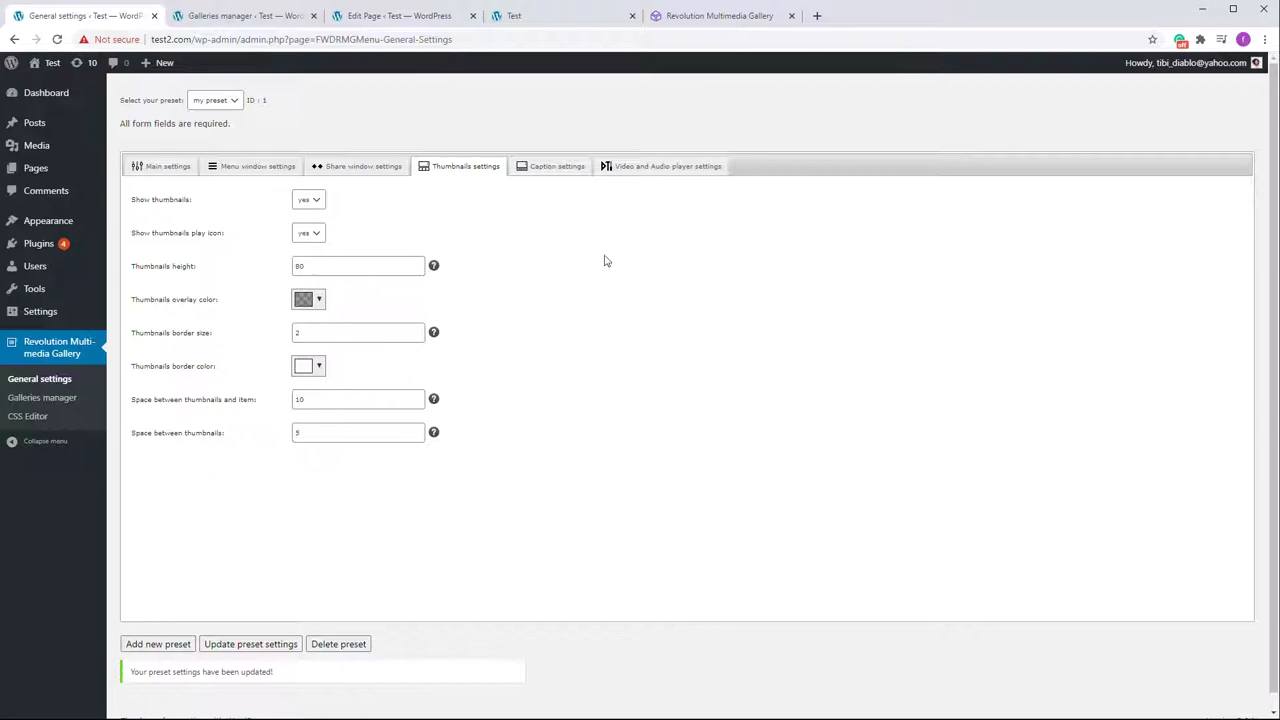 General settings ‹ Test — WordPr
Galleries manager ‹ Test — Wordp
Edit Page ‹ Test — WordPress
Test
Revolution Multimedia Gallery
Not secure
test2.com/wp-admin/admin.php?page=FWDRMGMenu-General-Settings
off
f
Test
10
0
New
Howdy, tibi_diablo@yahoo.com
Dashboard
Posts
Media
Pages
Comments
Appearance
Plugins 4
Users
Tools
Settings
Revolution Multi-
media Gallery
General settings
Galleries manager
CSS Editor
Collapse menu
Select your preset: my preset ID : 1
All form fields are required.
Main settings
Menu window settings
Share window settings
Thumbnails settings
Caption settings
Video and Audio player settings
Show thumbnails: yes
Show thumbnails play icon: yes
Thumbnails height: 80
Thumbnails overlay color:
Thumbnails border size: 2
Thumbnails border color:
Space between thumbnails and item: 10
Space between thumbnails: 5
Add new preset
Update preset settings
Delete preset
Your preset settings have been updated!